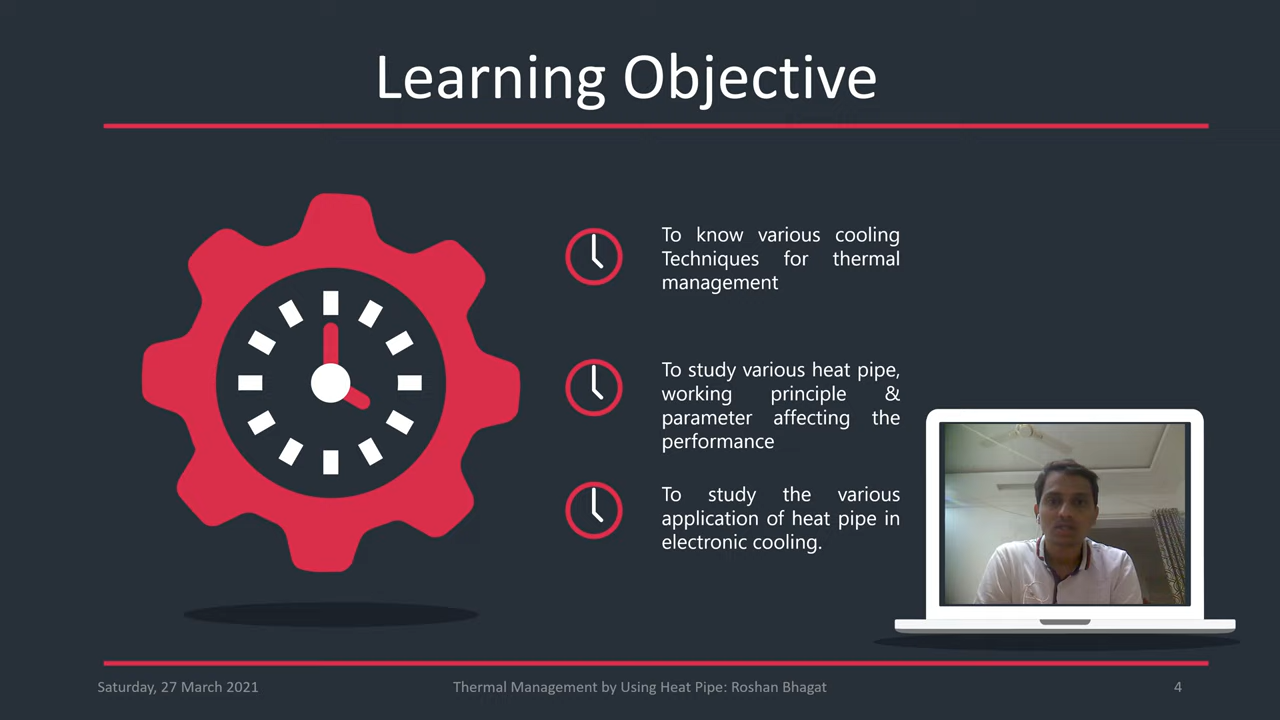 Learning Objective
To know various cooling
Techniques for thermal
management
To study various heat pipe,
working principle &
parameter affecting the
performance
To study the various
application of heat pipe in
electronic cooling.
Saturday, 27 March 2021
Thermal Management by Using Heat Pipe: Roshan Bhagat
4